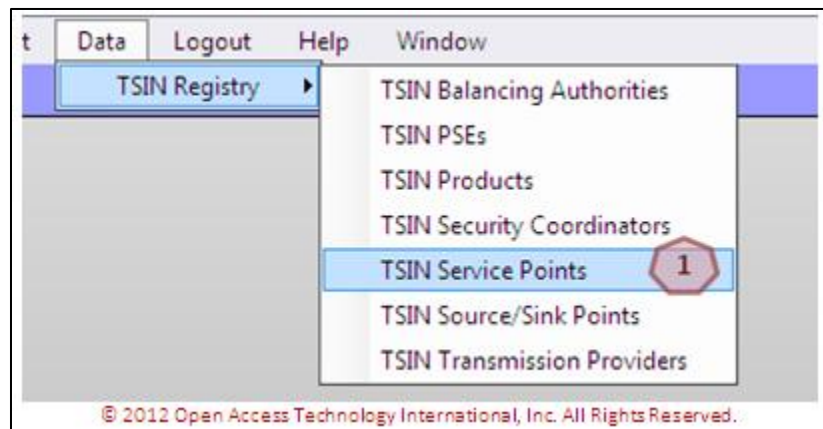 t Data Logout Help Window
TSIN Registry
TSIN Balancing Authorities
TSIN PSEs
TSIN Products
TSIN Security Coordinators
TSIN Service Points 1
TSIN Source/Sink Points
TSIN Transmission Providers
© 2012 Open Access Technology International, Inc. All Rights Reserved.